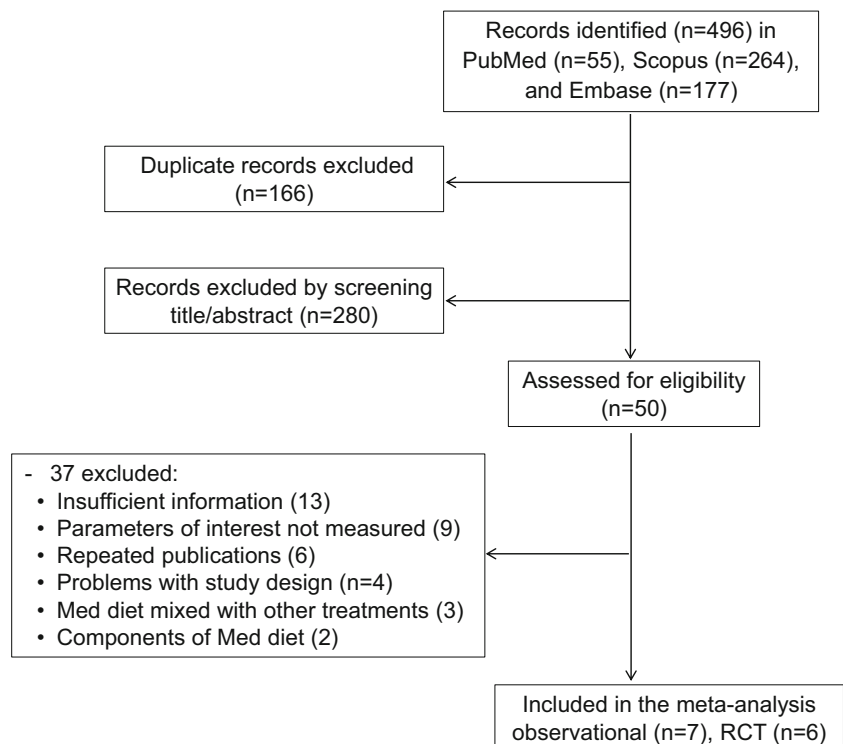 Records identified (n=496) in
PubMed (n=55), Scopus (n=264),
and Embase (n=177)
Duplicate records excluded
(n=166)
Records excluded by screening
title/abstract (n=280)
Assessed for eligibility
(n=50)
- 37 excluded:
• Insufficient information (13)
• Parameters of interest not measured (9)
• Repeated publications (6)
• Problems with study design (n=4)
• Med diet mixed with other treatments (3)
• Components of Med diet (2)
Included in the meta-analysis
observational (n=7), RCT (n=6)